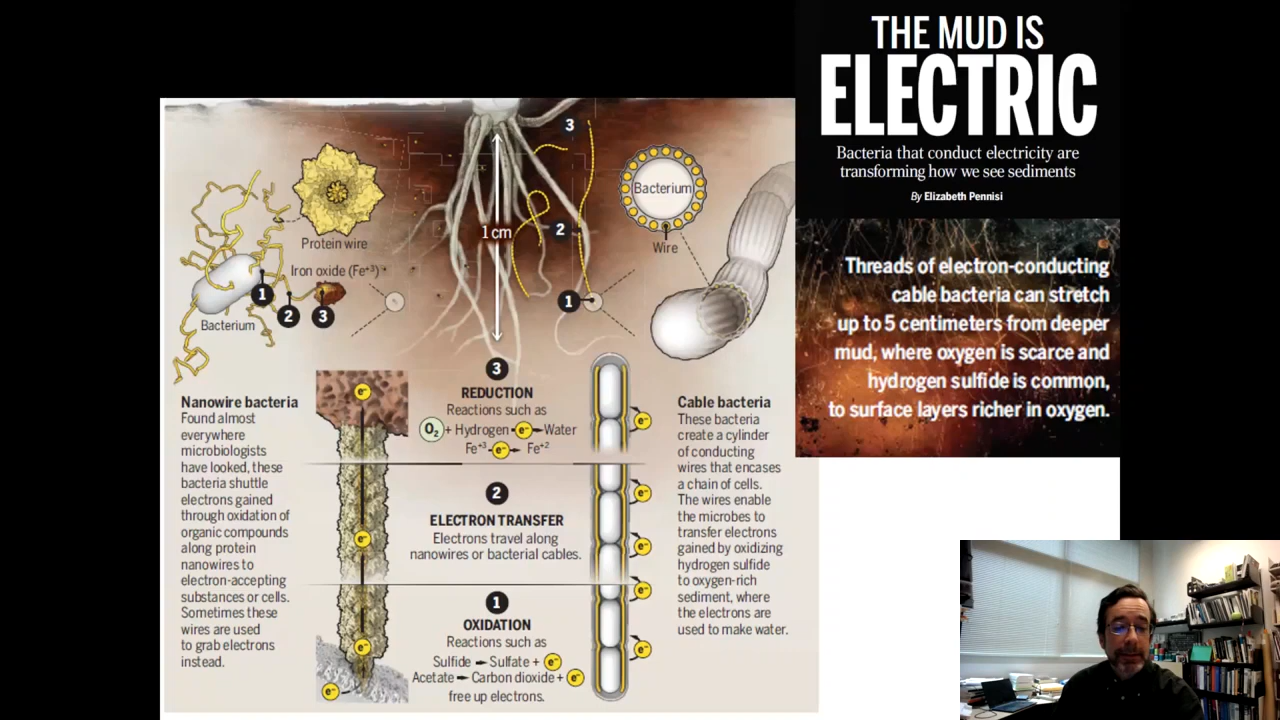 THE MUD IS
ELECTRIC
Bacteria that conduct electricity are
transforming how we see sediments
By Elizabeth Pennisi
Threads of electron-conducting
cable bacteria can stretch
up to 5 centimeters from deeper
mud, where oxygen is scarce and
hydrogen sulfide is common,
to surface layers richer in oxygen.
Protein wire
Iron oxide (Fe+3)
Bacterium
1
2
3
1 cm
3
2
1
Bacterium
Wire
Nanowire bacteria
Found almost
everywhere
microbiologists
have looked, these
bacteria shuttle
electrons gained
through oxidation of
organic compounds
along protein
nanowires to
electron-accepting
substances or cells.
Sometimes these
wires are used
to grab electrons
instead.
e-
e-
e-
e-
3
REDUCTION
Reactions such as
O2 + Hydrogen e- Water
Fe+3 e- Fe+2
2
ELECTRON TRANSFER
Electrons travel along
nanowires or bacterial cables.
1
OXIDATION
Reactions such as
Sulfide Sulfate + e-
Acetate Carbon dioxide + e-
free up electrons.
e-
e-
e-
e-
e-
Cable bacteria
These bacteria
create a cylinder
of conducting
wires that encases
a chain of cells.
The wires enable
the microbes to
transfer electrons
gained by oxidizing
hydrogen sulfide
to oxygen-rich
sediment, where
the electrons are
used to make water.